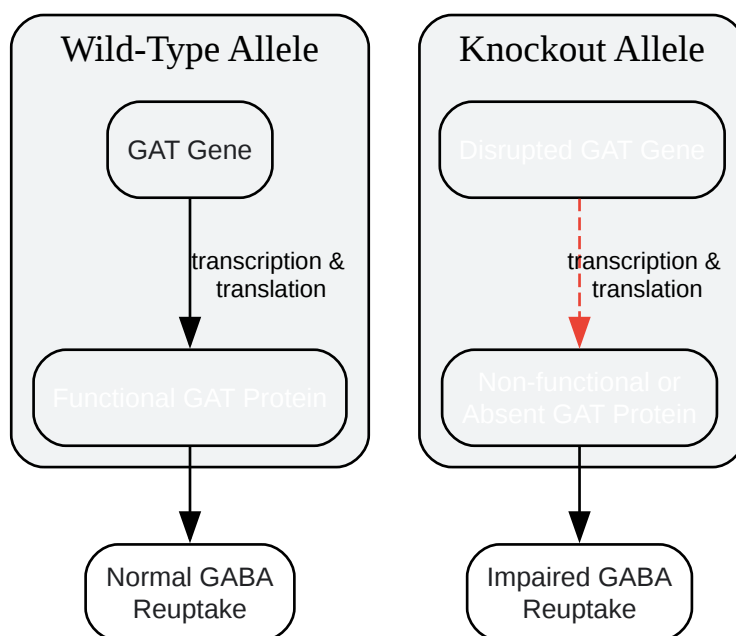 Wild-Type Allele
GAT Gene
transcription &
translation
Functional GAT Protein
Normal GABA
Reuptake
Knockout Allele
Disrupted GAT Gene
transcription &
translation
Non-functional or
Absent GAT Protein
Impaired GABA
Reuptake